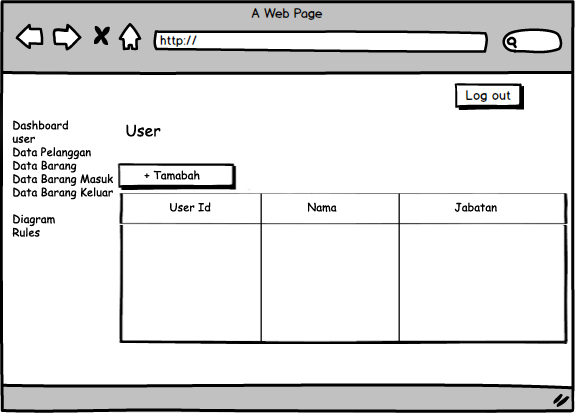 A Web Page
http://
Log out
Dashboard
user
Data Pelanggan
Data Barang
Data Barang Masuk
Data Barang Keluar
Diagram
Rules
User
+ Tamabah
User Id Nama Jabatan